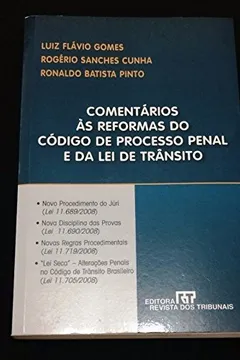 LUIZ FLÁVIO GOMES
ROGÉRIO SANCHES CUNHA
RONALDO BATISTA PINTO
COMENTÁRIOS
ÀS REFORMAS DO
CÓDIGO DE PROCESSO PENAL
E DA LEI DE TRÂNSITO
• Novo Procedimento do Júri
(Lei 11.689/2008)
• Nova Disciplina das Provas
(Lei 11.690/2008)
• Novas Regras Procedimentais
(Lei 11.719/2008)
• "Lei Seca" – Alterações Penais
no Código de Trânsito Brasileiro
(Lei 11.705/2008)
EDITORA RT
REVISTA DOS TRIBUNAIS